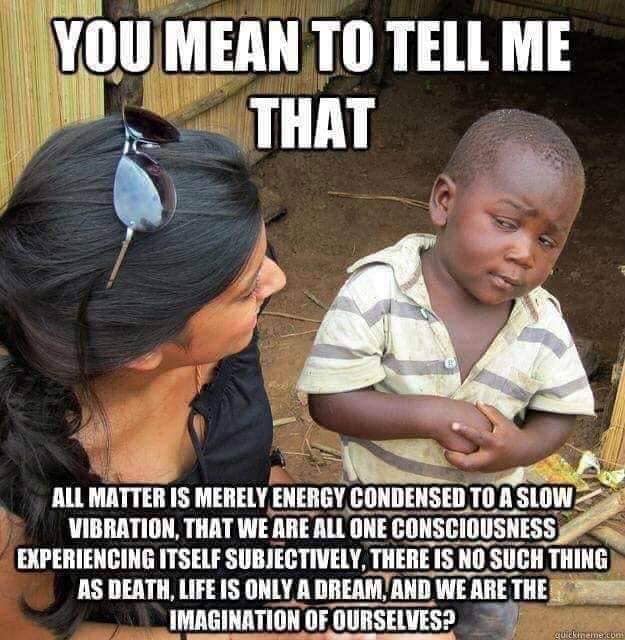 YOU MEAN TO TELL ME
THAT
ALL MATTER IS MERELY ENERGY CONDENSED TO A SLOW
VIBRATION, THAT WE ARE ALL ONE CONSCIOUSNESS
EXPERIENCING ITSELF SUBJECTIVELY, THERE IS NO SUCH THING
AS DEATH, LIFE IS ONLY A DREAM, AND WE ARE THE
IMAGINATION OF OURSELVES?
quickmeme.com